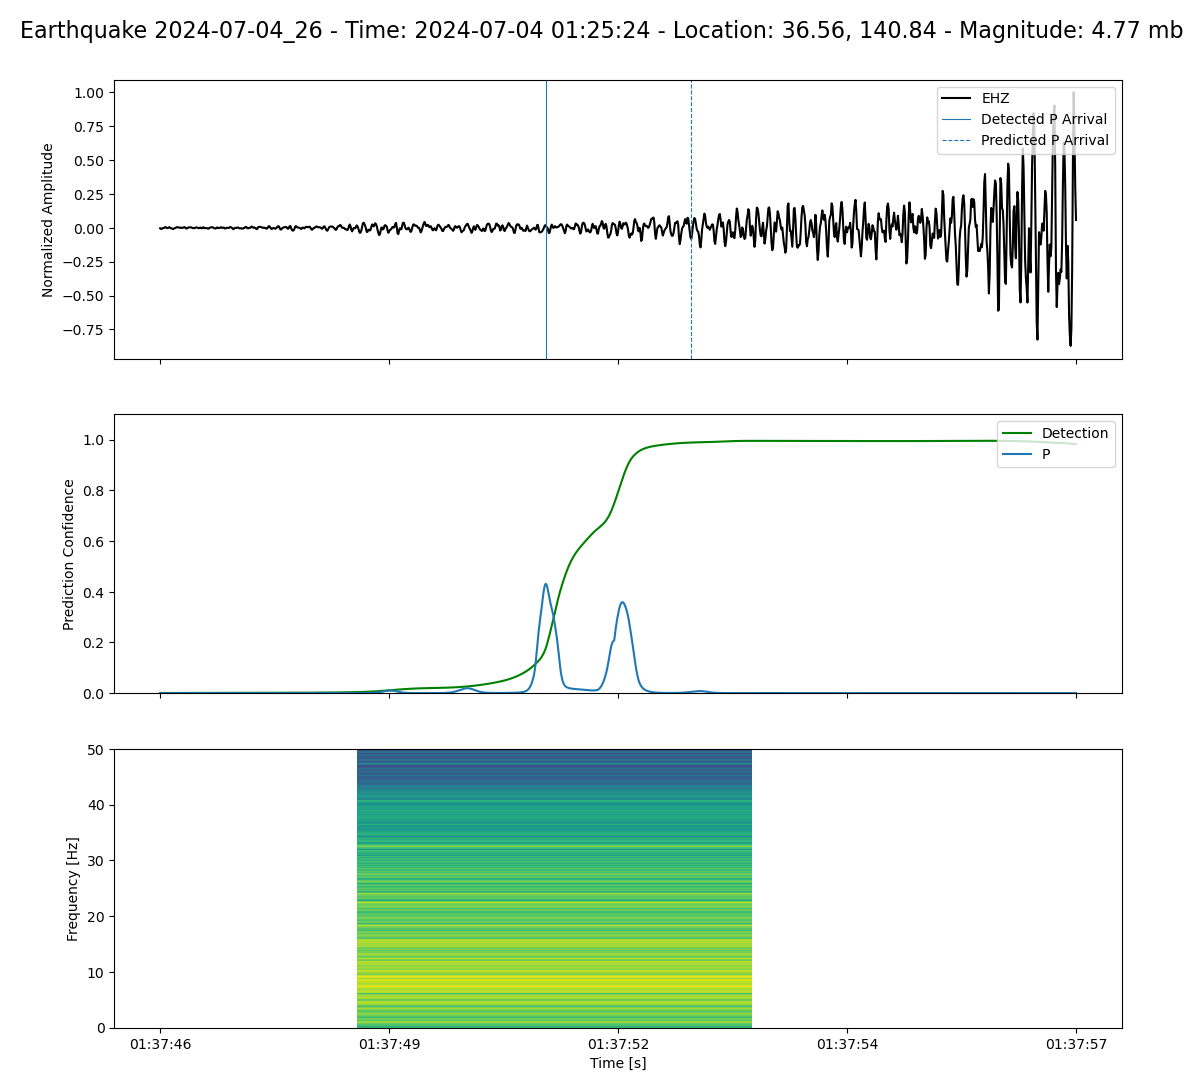 Earthquake 2024-07-04_26 - Time: 2024-07-04 01:25:24 - Location: 36.56, 140.84 - Magnitude: 4.77 mb
Normalized Amplitude
1.00
0.75
0.50
0.25
0.00
−0.25
−0.50
−0.75
EHZ
Detected P Arrival
Predicted P Arrival
Prediction Confidence
1.0
0.8
0.6
0.4
0.2
0.0
Detection
P
Frequency [Hz]
50
40
30
20
10
0
01:37:46 01:37:49 01:37:52 01:37:54 01:37:57
Time [s]